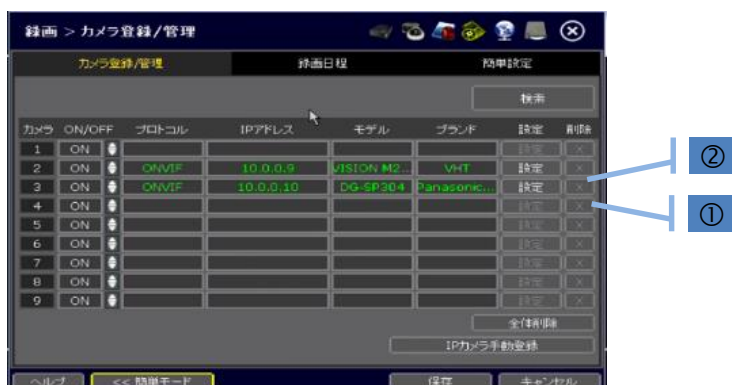 録画 > カメラ登録/管理
カメラ登録/管理 録画日程 簡単設定
検索
カメラ ON/OFF プロトコル IPアドレス モデル ブランド 設定 削除
1 ON 設定 X
2 ON ONVIF 10.0.0.9 VISION M2... VHT 設定 X
3 ON ONVIF 10.0.0.10 DG-SP304 Panasonic... 設定 X
4 ON 設定 X
5 ON 設定 X
6 ON 設定 X
7 ON 設定 X
8 ON 設定 X
9 ON 設定 X
全体削除
IPカメラ手動登録
ヘルプ << 簡単モード 保存 キャンセル
②
①